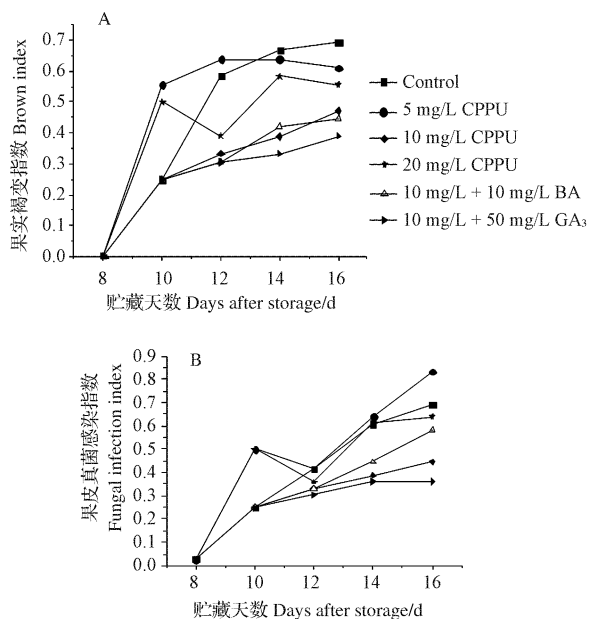 A
0.7
0.6
0.5
0.4
0.3
0.2
0.1
0.0
果实褐变指数 Brown index
8 10 12 14 16
贮藏天数 Days after storage/d
Control
5 mg/L CPPU
10 mg/L CPPU
20 mg/L CPPU
10 mg/L + 10 mg/L BA
10 mg/L + 50 mg/L GA₃
B
0.9
0.8
0.7
0.6
0.5
0.4
0.3
0.2
0.1
0.0
果皮真菌感染指数
Fungal infection index
8 10 12 14 16
贮藏天数 Days after storage/d